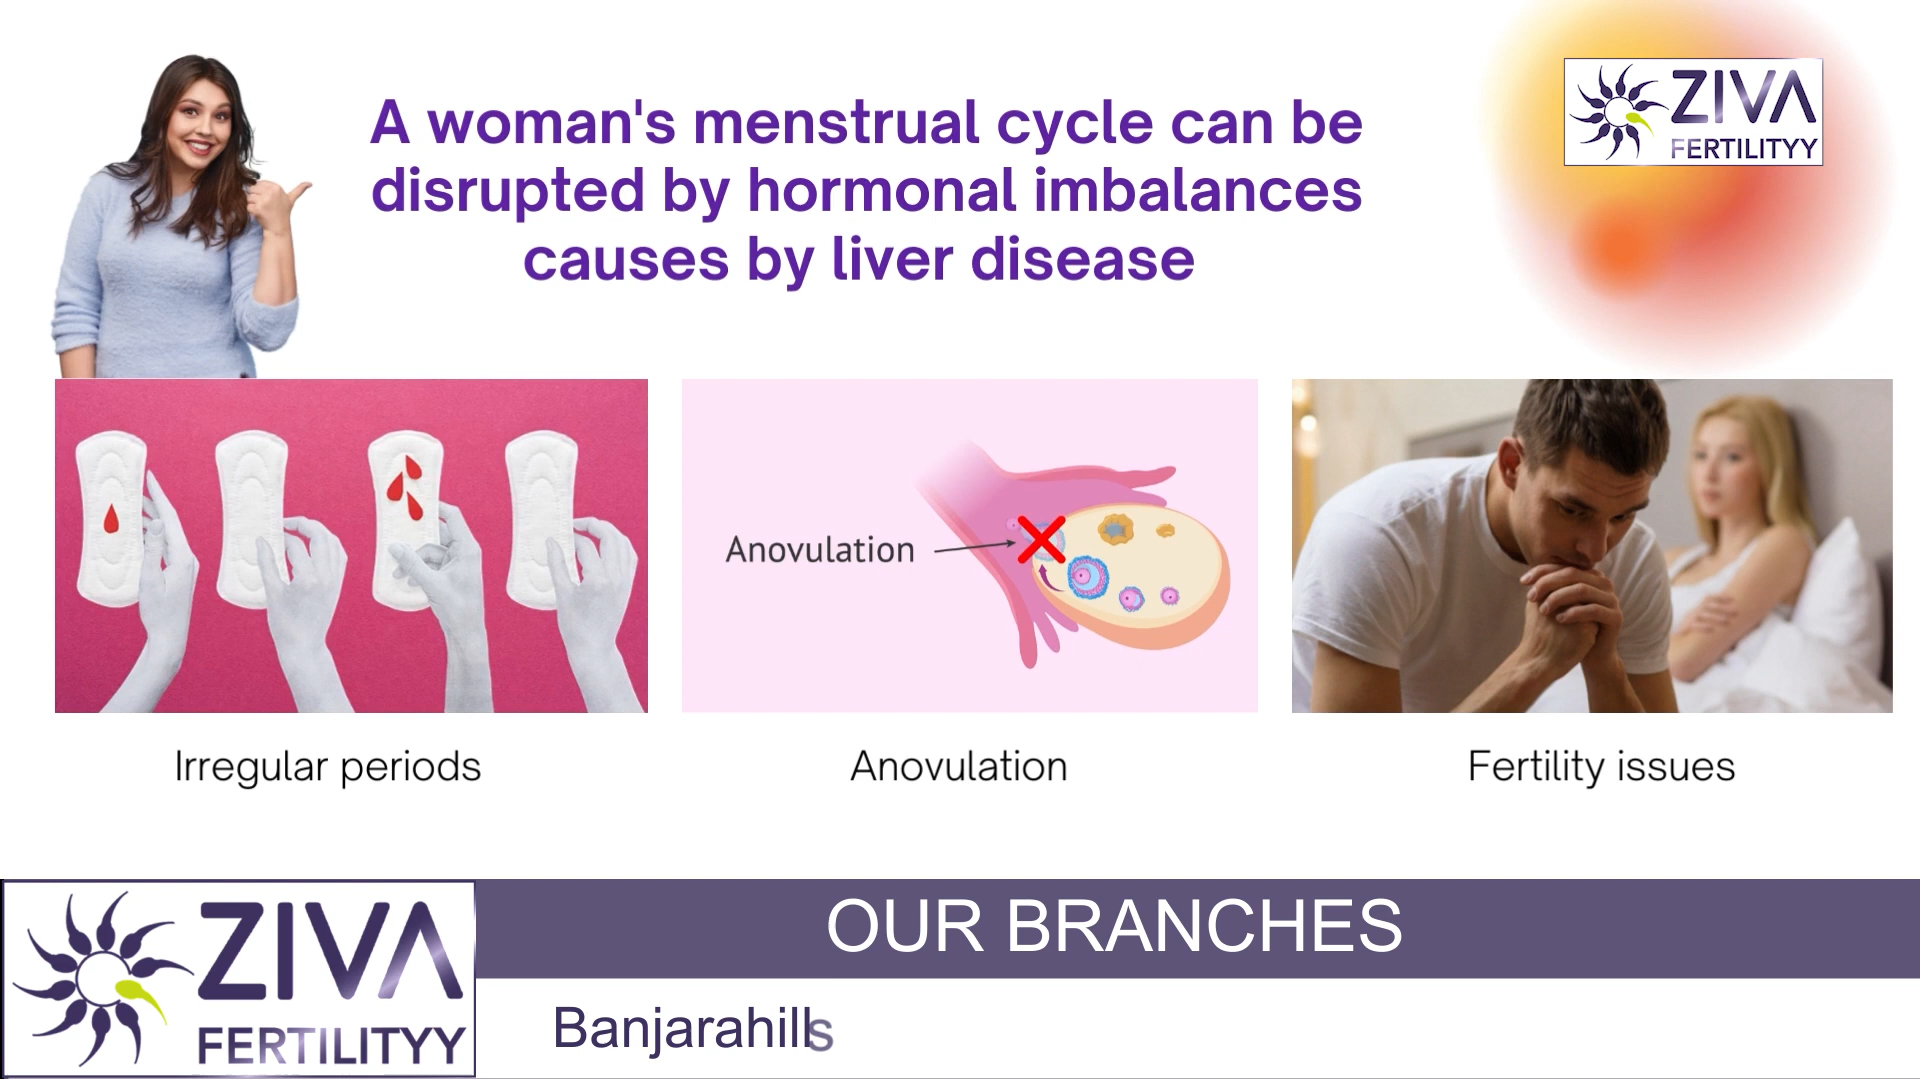 A woman's menstrual cycle can be
disrupted by hormonal imbalances
causes by liver disease
ZIVA
FERTILITYY
Anovulation
Irregular periods
Anovulation
Fertility issues
ZIVA
FERTILITYY
OUR BRANCHES
Banjarahills